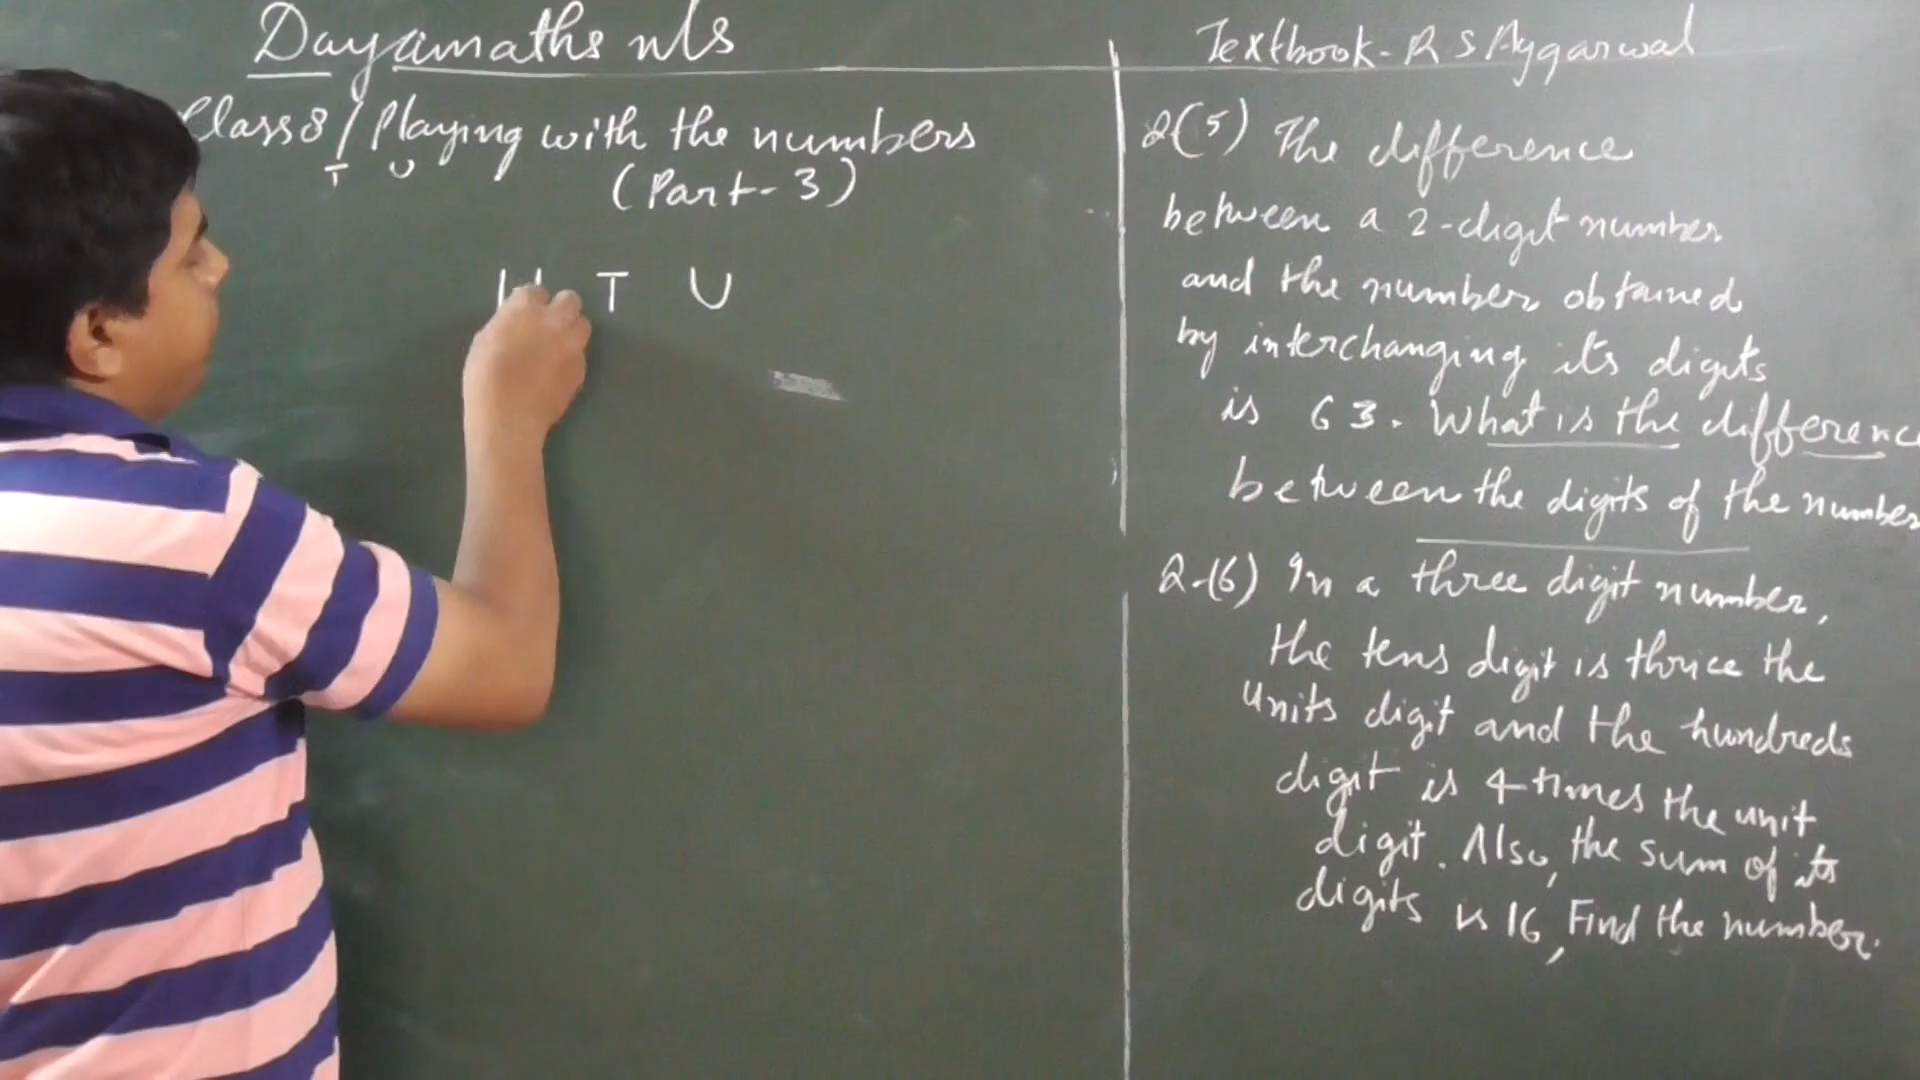 Dayamaths nls
Class 8 / Playing with the numbers
(Part-3)
T U
H T U
Textbook - R S Aggarwal
2(5) The difference
between a 2-digit number
and the number obtained
by interchanging its digits
is 63. What is the difference
between the digits of the number
2.(6) In a three digit number,
the tens digit is thrice the
units digit and the hundreds
digit is 4 times the unit
digit. Also, the sum of its
digits is 16, Find the number.